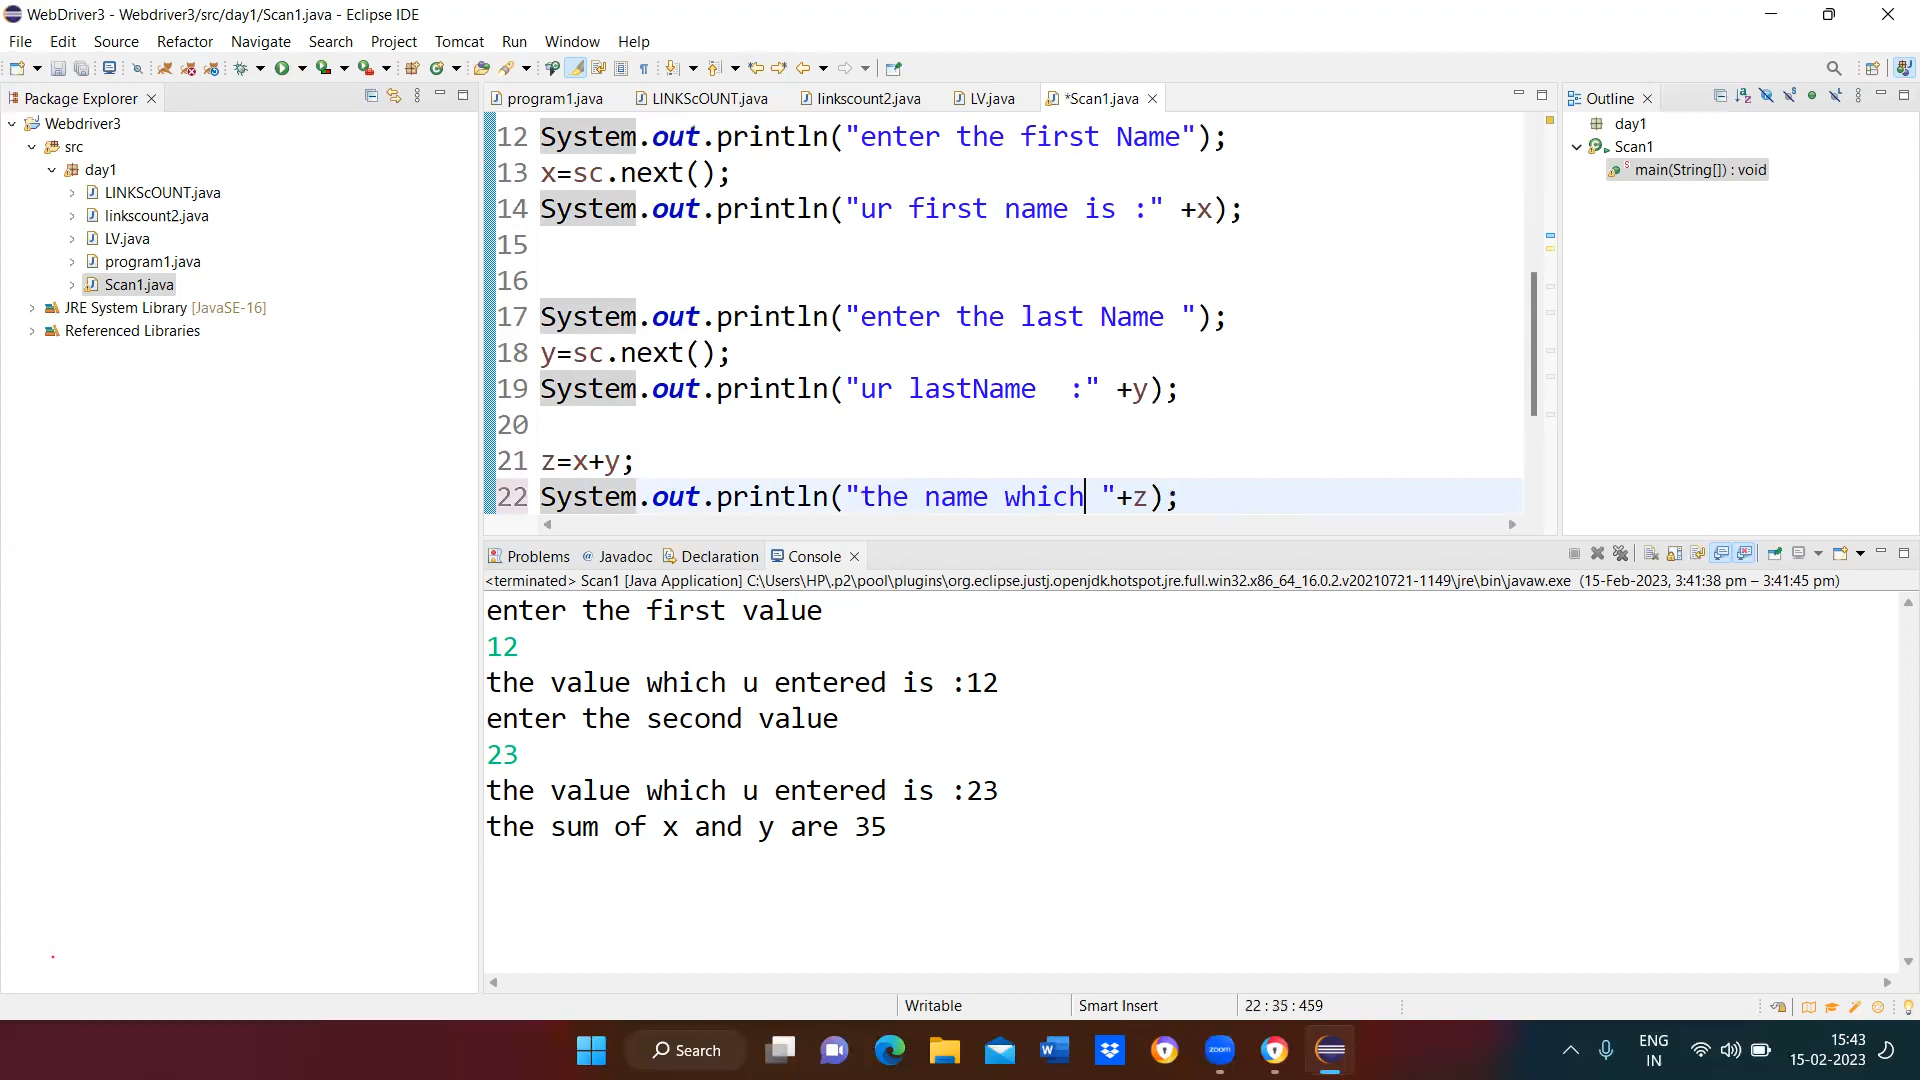 WebDriver3 - Webdriver3/src/day1/Scan1.java - Eclipse IDE
File Edit Source Refactor Navigate Search Project Tomcat Run Window Help
Package Explorer
Webdriver3
src
day1
LINKScOUNT.java
linkscount2.java
LV.java
program1.java
Scan1.java
JRE System Library [JavaSE-16]
Referenced Libraries
program1.java LINKScOUNT.java linkscount2.java LV.java *Scan1.java
12 System.out.println("enter the first Name");
13 x=sc.next();
14 System.out.println("ur first name is :" +x);
15
16
17 System.out.println("enter the last Name ");
18 y=sc.next();
19 System.out.println("ur lastName  :" +y);
20
21 z=x+y;
22 System.out.println("the name which "+z);
Outline
day1
Scan1
main(String[]) : void
Problems Javadoc Declaration Console
<terminated> Scan1 [Java Application] C:\Users\HP\.p2\pool\plugins\org.eclipse.justj.openjdk.hotspot.jre.full.win32.x86_64_16.0.2.v20210721-1149\jre\bin\javaw.exe (15-Feb-2023, 3:41:38 pm – 3:41:45 pm)
enter the first value
12
the value which u entered is :12
enter the second value
23
the value which u entered is :23
the sum of x and y are 35
Writable Smart Insert 22 : 35 : 459
Search
zoom
ENG
IN
15:43
15-02-2023